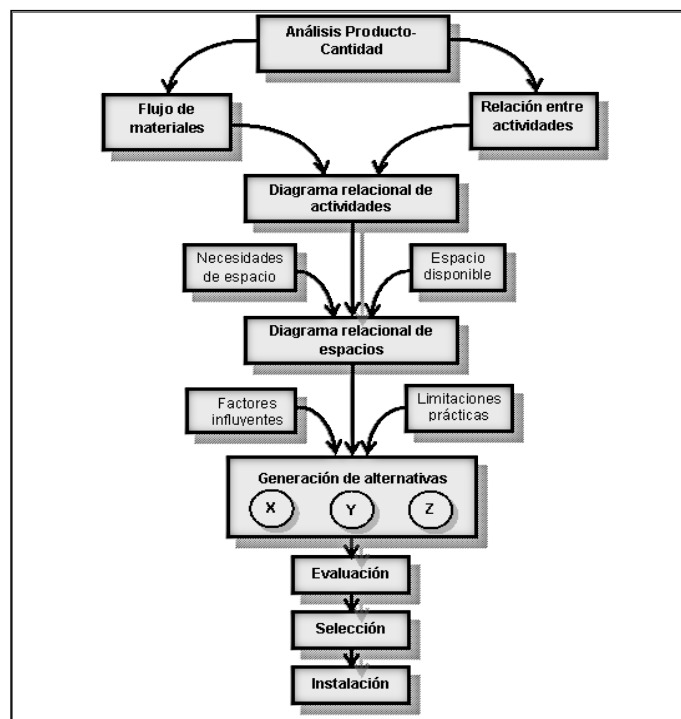 Análisis Producto-
Cantidad
Flujo de
materiales
Relación entre
actividades
Diagrama relacional de
actividades
Necesidades
de espacio
Espacio
disponible
Diagrama relacional de
espacios
Factores
influyentes
Limitaciones
prácticas
Generación de alternativas
X
Y
Z
Evaluación
Selección
Instalación